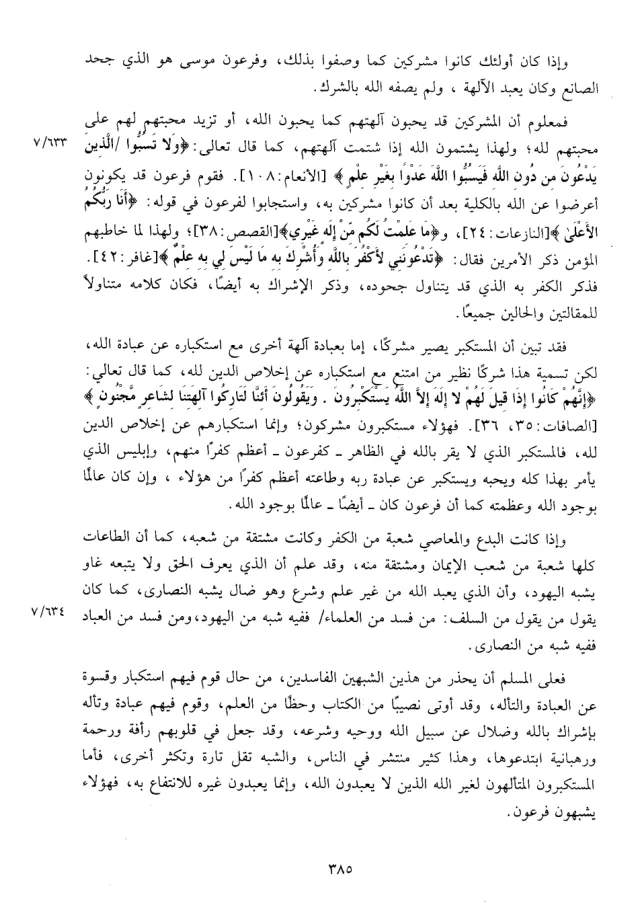 وإذا كان أولئك كانوا مشركين كما وصفوا بذلك، وفرعون موسى هو الذي جحد
الصانع وكان يعبد الآلهة ، ولم يصفه الله بالشرك.
فمعلوم أن المشركين قد يحبون آلهتهم كما يحبون الله، أو تزيد محبتهم لهم على
محبتهم لله؛ ولهذا يشتمون الله إذا شتمت آلهتهم، كما قال تعالى: ﴿وَلا تَسُبُّوا /الَّذِينَ
٧/٦٣٣
يَدْعُونَ مِن دُونِ اللَّهِ فَيَسُبُّوا اللَّهَ عَدْوًا بِغَيْرِ عِلْمٍ ﴾ [الأنعام:١٠٨]. فقوم فرعون قد يكونون
أعرضوا عن الله بالكلية بعد أن كانوا مشركين به، واستجابوا لفرعون في قوله: ﴿أَنَا رَبُّكُمُ
الأَعْلَىٰ ﴾[النازعات:٢٤]، و﴿مَا عَلِمْتُ لَكُم مِّنْ إِلَهٍ غَيْرِي﴾[القصص:٣٨]؛ ولهذا لما خاطبهم
المؤمن ذكر الأمرين فقال: ﴿تَدْعُونَنِي لأَكْفُرَ بِاللَّهِ وَأُشْرِكَ بِهِ مَا لَيْسَ لِي بِهِ عِلْمٌ ﴾[غافر:٤٢].
فذكر الكفر به الذي قد يتناول جحوده، وذكر الإشراك به أيضًا، فكان كلامه متناولاً
للمقالتين والحالين جميعًا.
فقد تبين أن المستكبر يصير مشركًا، إما بعبادة آلهة أخرى مع استكباره عن عبادة الله،
لكن تسمية هذا شركًا نظير من امتنع مع استكباره عن إخلاص الدين لله، كما قال تعالي:
﴿إِنَّهُمْ كَانُوا إِذَا قِيلَ لَهُمْ لا إِلَهَ إِلاَّ اللَّهُ يَسْتَكْبِرُونَ . وَيَقُولُونَ أَئِنَّا لَتَارِكُوا آلِهَتِنَا لِشَاعِرٍ مَّجْنُونٍ ﴾
[الصافات:٣٥، ٣٦]. فهؤلاء مستكبرون مشركون؛ وإنما استكبارهم عن إخلاص الدين
لله، فالمستكبر الذي لا يقر بالله في الظاهر ـ كفرعون ـ أعظم كفرًا منهم، وإبليس الذي
يأمر بهذا كله ويحبه ويستكبر عن عبادة ربه وطاعته أعظم كفرًا من هؤلاء ، وإن كان عالمًا
بوجود الله وعظمته كما أن فرعون كان ـ أيضًا ـ عالمًا بوجود الله.
وإذا كانت البدع والمعاصي شعبة من الكفر وكانت مشتقة من شعبه، كما أن الطاعات
كلها شعبة من شعب الإيمان ومشتقة منه، وقد علم أن الذي يعرف الحق ولا يتبعه غاو
يشبه اليهود، وأن الذي يعبد الله من غير علم وشرع وهو ضال يشبه النصارى، كما كان
يقول من يقول من السلف: من فسد من العلماء/ ففيه شبه من اليهود،ومن فسد من العباد
٧/٦٣٤
ففيه شبه من النصارى.
فعلى المسلم أن يحذر من هذين الشبهين الفاسدين، من حال قوم فيهم استكبار وقسوة
عن العبادة والتأله، وقد أوتى نصيبًا من الكتاب وحظًا من العلم، وقوم فيهم عبادة وتأله
بإشراك بالله وضلال عن سبيل الله ووحيه وشرعه، وقد جعل في قلوبهم رأفة ورحمة
ورهبانية ابتدعوها، وهذا كثير منتشر في الناس، والشبه تقل تارة وتكثر أخرى، فأما
المستكبرون المتألهون لغير الله الذين لا يعبدون الله، وإنما يعبدون غيره للانتفاع به، فهؤلاء
يشبهون فرعون.
٣٨٥